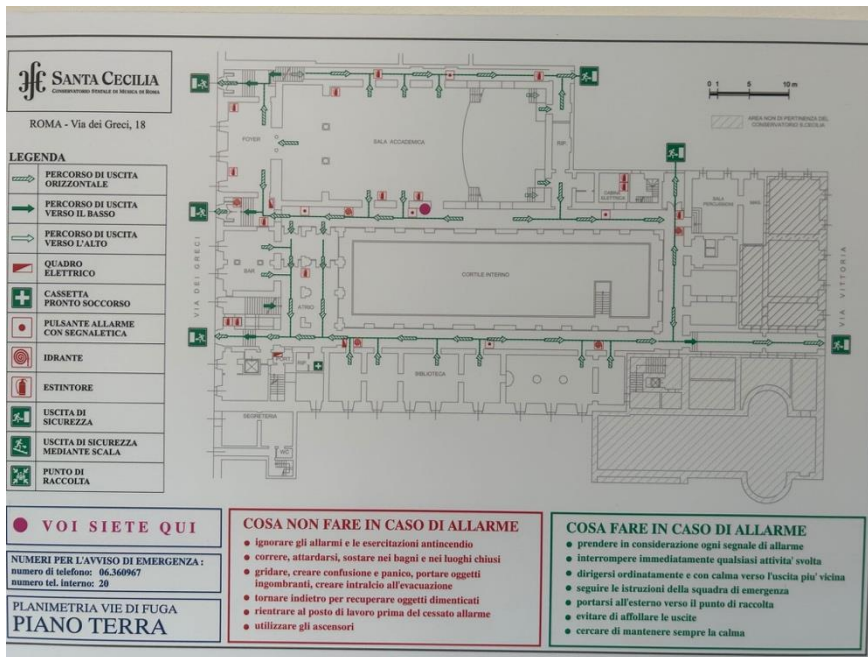 SANTA CECILIA
CONSERVATORIO STATALE DI MUSICA DI ROMA
ROMA - Via dei Greci, 18
LEGENDA
PERCORSO DI USCITA
ORIZZONTALE
PERCORSO DI USCITA
VERSO IL BASSO
PERCORSO DI USCITA
VERSO L'ALTO
QUADRO
ELETTRICO
CASSETTA
PRONTO SOCCORSO
PULSANTE ALLARME
CON SEGNALETICA
IDRANTE
ESTINTORE
USCITA DI
SICUREZZA
USCITA DI SICUREZZA
MEDIANTE SCALA
PUNTO DI
RACCOLTA
0 1 5 10 m
AREA NON DI PERTINENZA DEL
CONSERVATORIO S.CECILIA
FOYER
SALA ACCADEMICA
RIP.
CABINA
ELETTRICA
SALA
PERCUSSIONI
VIA DEI GRECI
BAR
ATRIO
CORTILE INTERNO
VIA VITTORIA
PORT.
RIP.
BIBLIOTECA
SEGRETERIA
WC
VOI SIETE QUI
NUMERI PER L'AVVISO DI EMERGENZA :
numero di telefono: 06.360967
numero tel. interno: 20
PLANIMETRIA VIE DI FUGA
PIANO TERRA
COSA NON FARE IN CASO DI ALLARME
ignorare gli allarmi e le esercitazioni antincendio
correre, attardarsi, sostare nei bagni e nei luoghi chiusi
gridare, creare confusione e panico, portare oggetti
ingombranti, creare intralcio all'evacuazione
tornare indietro per recuperare oggetti dimenticati
rientrare al posto di lavoro prima del cessato allarme
utilizzare gli ascensori
COSA FARE IN CASO DI ALLARME
prendere in considerazione ogni segnale di allarme
interrompere immediatamente qualsiasi attivita' svolta
dirigersi ordinatamente e con calma verso l'uscita piu' vicina
seguire le istruzioni della squadra di emergenza
portarsi all'esterno verso il punto di raccolta
evitare di affollare le uscite
cercare di mantenere sempre la calma